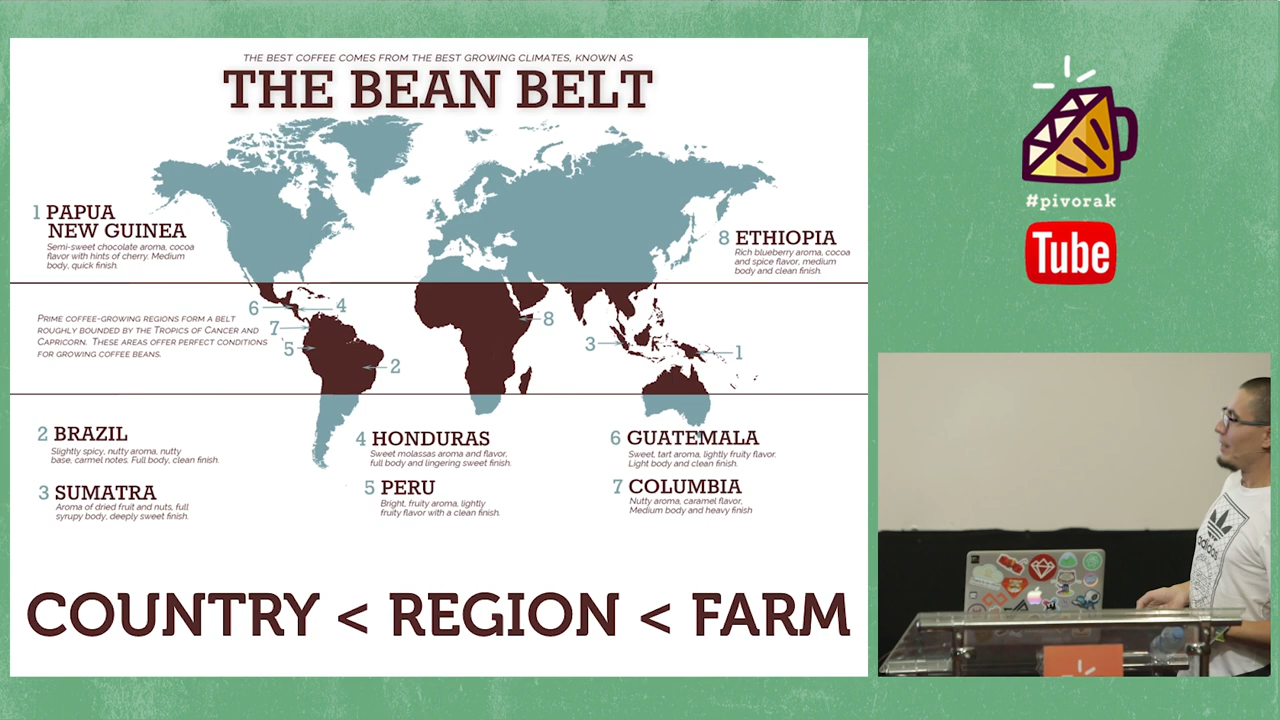 THE BEST COFFEE COMES FROM THE BEST GROWING CLIMATES, KNOWN AS
THE BEAN BELT
1 PAPUA
NEW GUINEA
Semi-sweet chocolate aroma, cocoa
flavor with hints of cherry. Medium
body, quick finish.
8 ETHIOPIA
Rich blueberry aroma, cocoa
and spice flavor, medium
body and clean finish.
PRIME COFFEE-GROWING REGIONS FORM A BELT
ROUGHLY BOUNDED BY THE TROPICS OF CANCER AND
CAPRICORN. THESE AREAS OFFER PERFECT CONDITIONS
FOR GROWING COFFEE BEANS.
6
4
7
5
2
8
3
1
2 BRAZIL
Slightly spicy, nutty aroma, nutty
base, carmel notes. Full body, clean finish.
3 SUMATRA
Aroma of dried fruit and nuts, full
syrupy body, deeply sweet finish.
4 HONDURAS
Sweet molassas aroma and flavor,
full body and lingering sweet finish.
5 PERU
Bright, fruity aroma, lightly
fruity flavor with a clean finish.
6 GUATEMALA
Sweet, tart aroma, lightly fruity flavor.
Light body and clean finish.
7 COLUMBIA
Nutty aroma, caramel flavor,
Medium body and heavy finish
COUNTRY < REGION < FARM
#pivorak
Tube
adidas